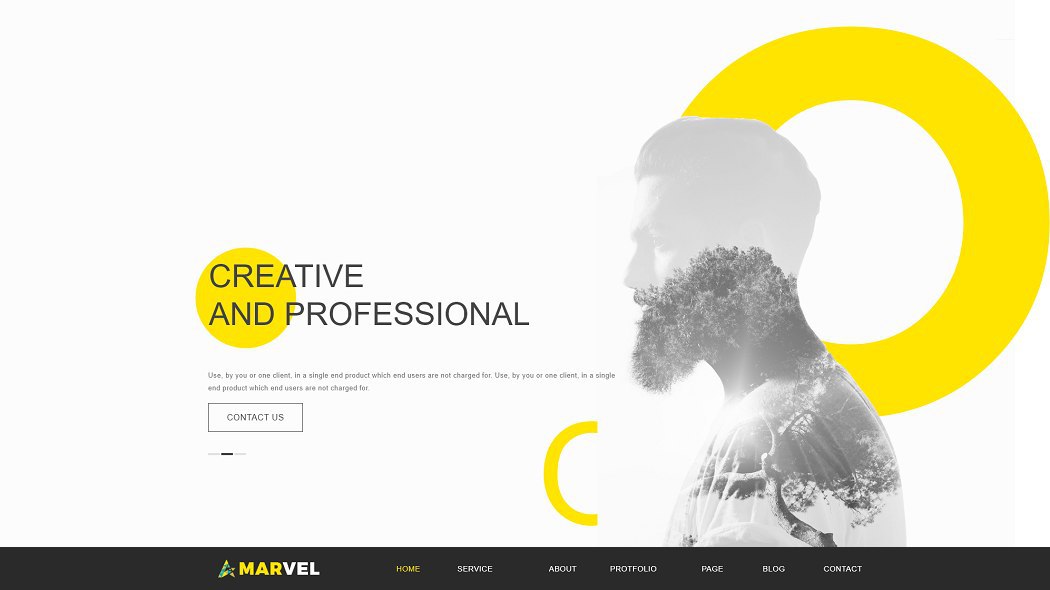 CREATIVE
AND PROFESSIONAL
Use, by you or one client, in a single end product which end users are not charged for. Use, by you or one client, in a single
end product which end users are not charged for.
CONTACT US
MARVEL HOME SERVICE ABOUT PROTFOLIO PAGE BLOG CONTACT